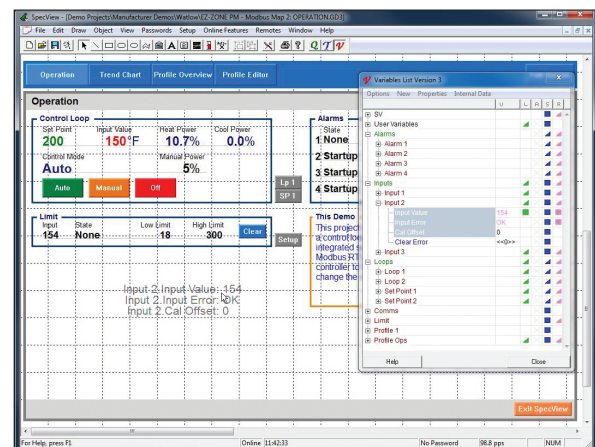 SpecView - [Demo Projects\Manufacturer Demos\Watlow\EZ-ZONE PM - Modbus Map 2: OPERATION.GD3]
File Edit Draw Object View Passwords Setup Online Features Remotes Window Help
Operation Trend Chart Profile Overview Profile Editor
Operation
Control Loop
Set Point Input Value Heat Power Cool Power
200 150°F 10.7% 0.0%
Control Mode Manual Power
Auto 5%
Auto Manual Off
Lp 1
SP 1
Alarms
State
1 None
2 Startup
3 Startup
4 Startup
Limit
Input State Low Limit High Limit
154 None 18 300 Clear
Setup
This Demo
This project
a control loop
integrated s
Modbus RT
controller to
change the
Input 2.Input Value: 154
Input 2.Input Error: OK
Input 2.Cal Offset: 0
Variables List Version 3
Options New Properties Internal Data
V L A S R
SV
User Variables
Alarms
Alarm 1
Alarm 2
Alarm 3
Alarm 4
Inputs
Input 1
Input 2
Input Value 154
Input Error OK
Cal Offset 0
Clear Error <<0>>
Input 3
Loops
Loop 1
Loop 2
Set Point 1
Set Point 2
Comms
Limit
Profile 1
Profile Ops
Help Close
Exit SpecView
For Help, press F1 Online 11:42:33 No Password 98.8 pps NUM